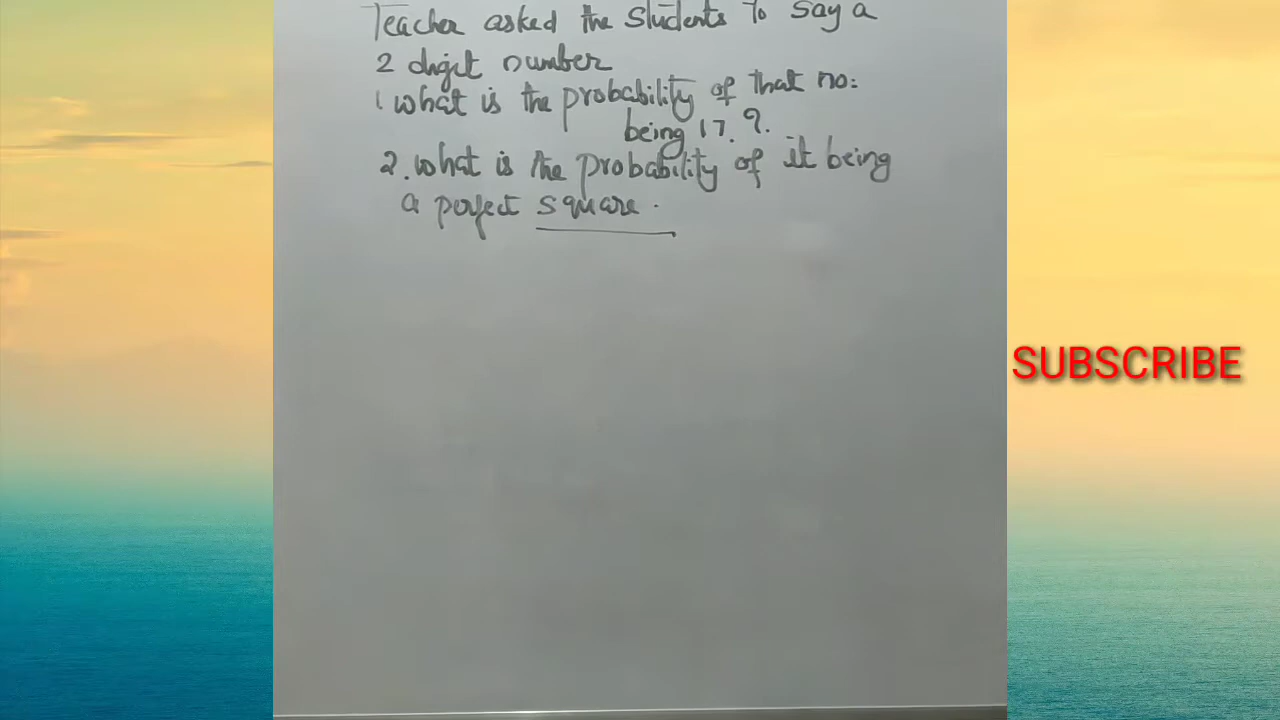 Teacher asked the students to say a
2 digit number
1 what is the probability of that no:
being 17. ?.
2. what is the probability of it being
a perfect square.
SUBSCRIBE